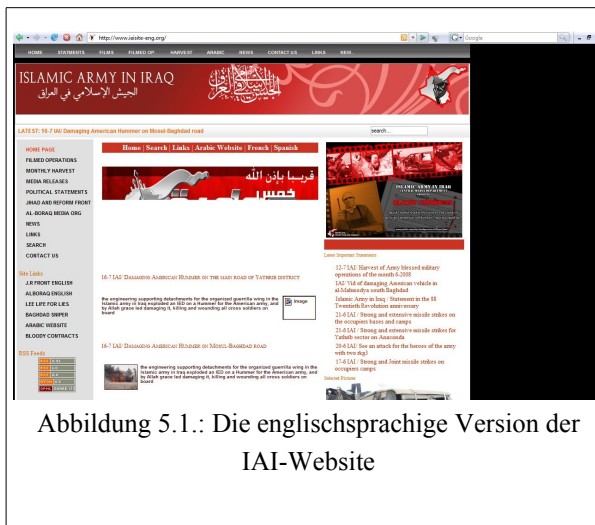 http://www.iaisite-eng.org/
Google
HOME STATMENTS FILMS FILMED OP HARVEST ARABIC NEWS CONTACT US LINKS NEW..
ISLAMIC ARMY IN IRAQ
الجيش الإسلامي في العراق
LATEST: 16-7 IAI/ Damaging American Hummer on Mosul-Baghdad road
search...
HOME PAGE
FILMED OPERATIONS
MONTHLY HARVEST
MEDIA RELEASES
POLITICAL STATEMENTS
JIHAD AND REFORM FRONT
AL-BORAQ MEDIA ORG
NEWS
LINKS
SEARCH
CONTACT US
Site Links
J.R FRONT ENGLISH
ALBORAQ ENGLISH
LEE LIFE FOR LIES
BAGHDAD SNIPER
ARABIC WEBSITE
BLOODY CONTRACTS
RSS Feeds
Home | Search | Links | Arabic Website | French | Spanish
قريبا بإذن الله
خمس
16-7 IAI/ Damaging American Hummer on the main road of Yathrib district
the engineering supporting detachments for the organized guerrilla wing in the
islamic army in Iraq exploded an IED on a Hummer for the American army, and
by Allah grace led damaging it, killing and wounding all cross soldiers on
board
Image
16-7 IAI/ Damaging American Hummer on Mosul-Baghdad road
the engineering supporting detachments for the organized guerrilla wing in the
islamic army in Iraq exploded an IED on a Hummer for the American army, and
by Allah grace led damaging it, killing and wounding all cross soldiers on
board
ISLAMIC ARMY IN IRAQ
Latest Important Statements
13-7 IAI/ Harvest of Army blessed military
operations of the month 6-2008
IAI/ Vid of damaging American vehicle in
al-Mahmodya south Baghdad
Islamic Army in Iraq / Statement in the 88
Twentieth Revolution anniversary
21-6 IAI / Strong and extensive missile strikes on
the occupiers bases and camps
21-6 IAI / Strong and extensive missile strikes for
Yathrib sector on Anaconda
20-6 IAI/ See an attack for the heroes of the army
with two rkg3
17-6 IAI/ Strong and Joint missile strikes on
occupiers camps
Selected Pictures
Abbildung 5.1.: Die englischsprachige Version der
IAI-Website